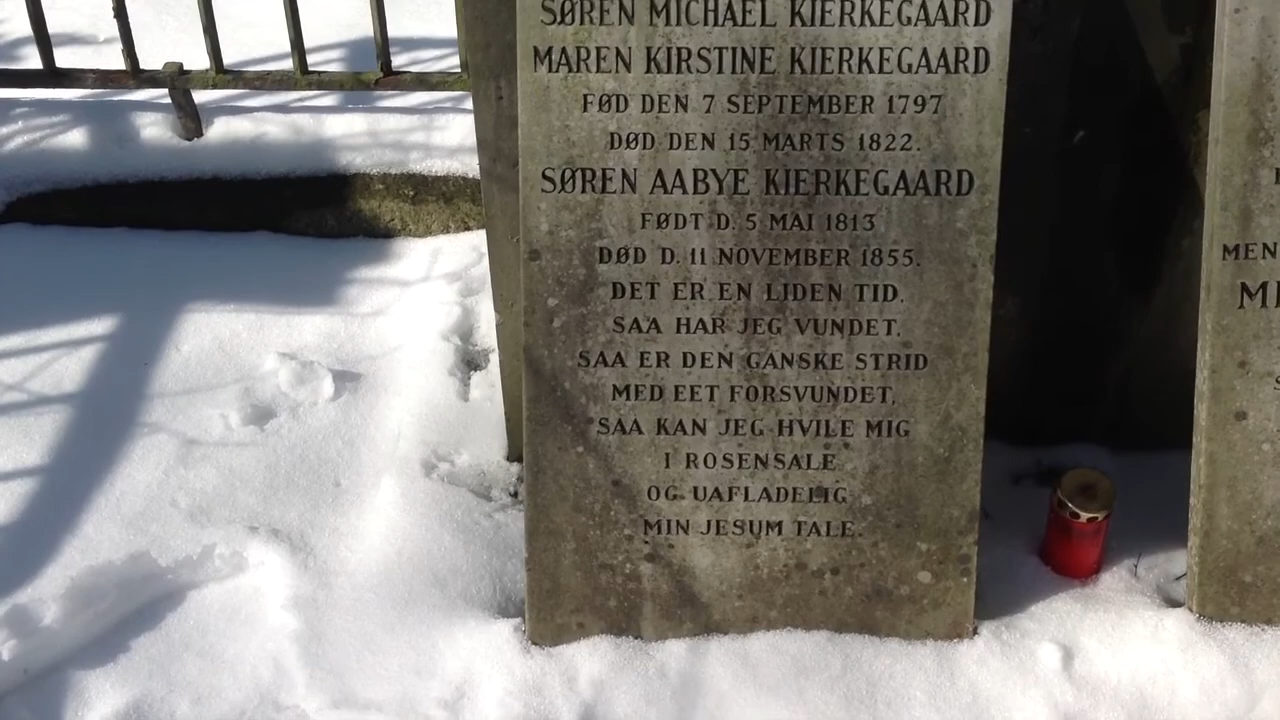 SØREN MICHAEL KIERKEGAARD
MAREN KIRSTINE KIERKEGAARD
FØD DEN 7 SEPTEMBER 1797
DØD DEN 15 MARTS 1822.
SØREN AABYE KIERKEGAARD
FØDT D. 5 MAI 1813
DØD D. 11 NOVEMBER 1855.
DET ER EN LIDEN TID.
SAA HAR JEG VUNDET.
SAA ER DEN GANSKE STRID
MED EET FORSVUNDET,
SAA KAN JEG HVILE MIG
I ROSENSALE
OG UAFLADELIG
MIN JESUM TALE.
MEN